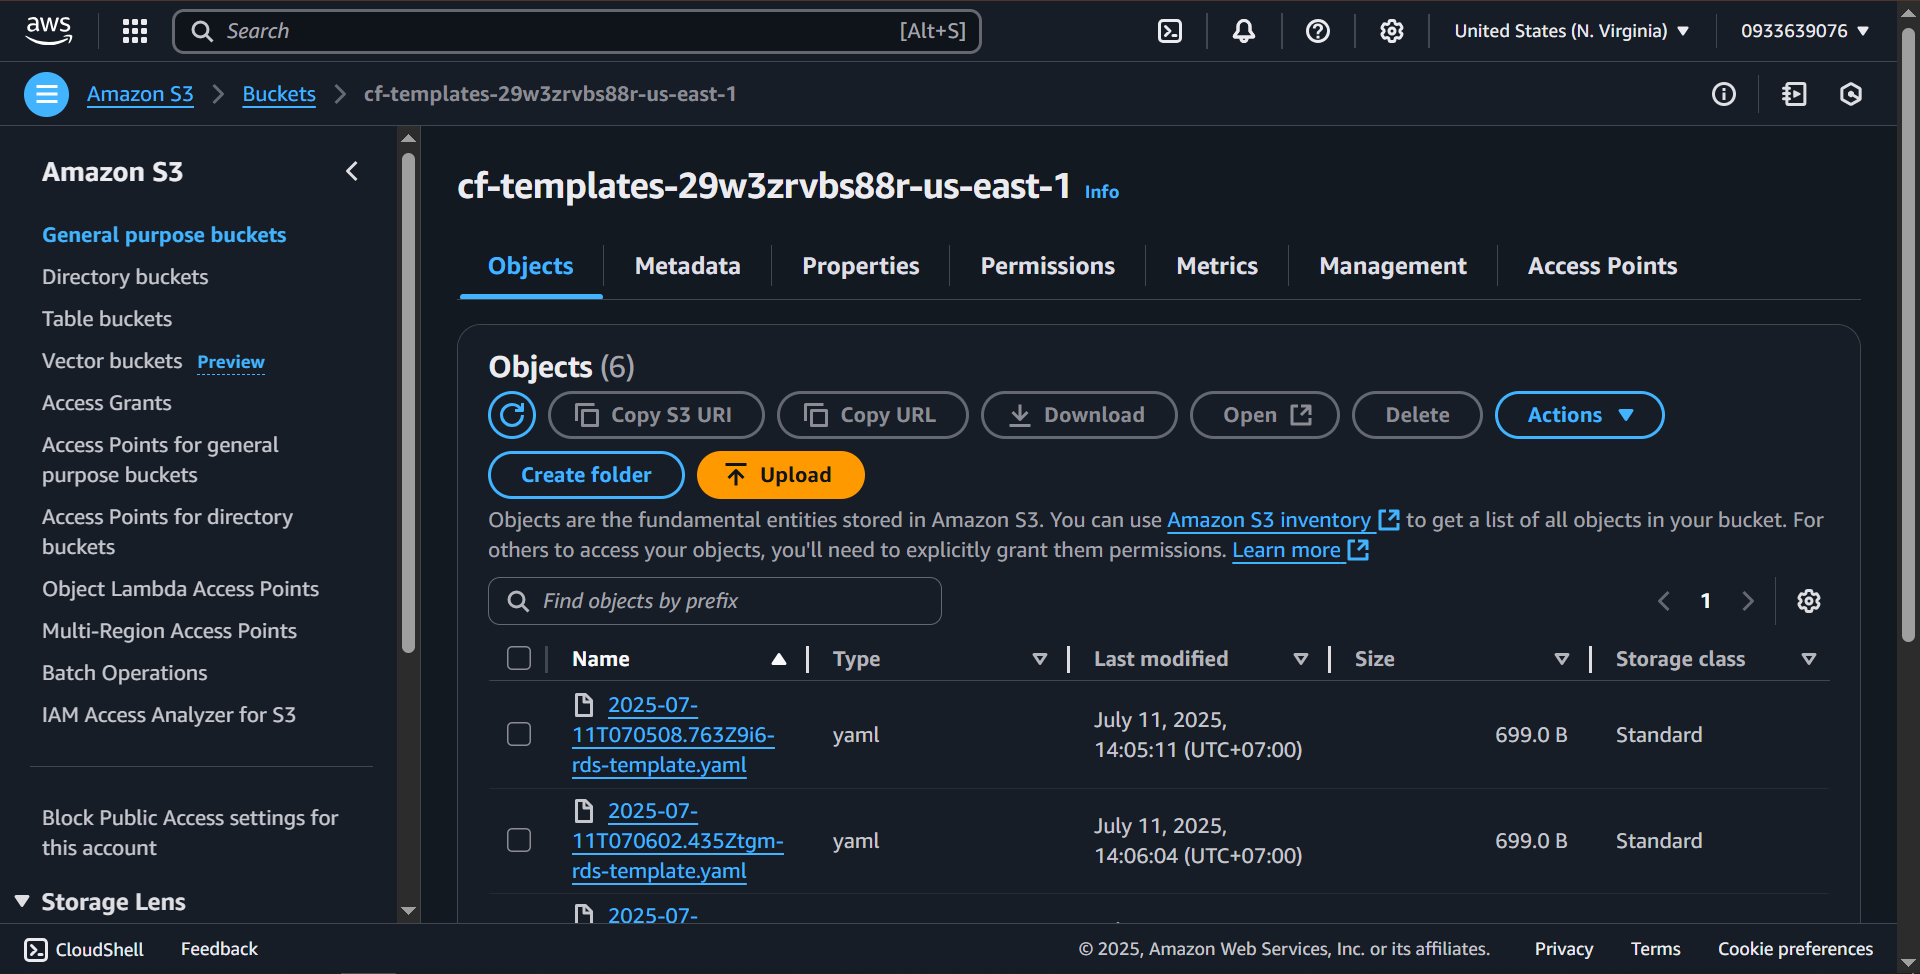 aws
Search [Alt+S]
United States (N. Virginia)
0933639076
Amazon S3
Buckets
cf-templates-29w3zrvbs88r-us-east-1
Amazon S3
General purpose buckets
Directory buckets
Table buckets
Vector buckets Preview
Access Grants
Access Points for general
purpose buckets
Access Points for directory
buckets
Object Lambda Access Points
Multi-Region Access Points
Batch Operations
IAM Access Analyzer for S3
Block Public Access settings for
this account
Storage Lens
cf-templates-29w3zrvbs88r-us-east-1 Info
Objects
Metadata
Properties
Permissions
Metrics
Management
Access Points
Objects (6)
Copy S3 URI
Copy URL
Download
Open
Delete
Actions
Create folder
Upload
Objects are the fundamental entities stored in Amazon S3. You can use Amazon S3 inventory to get a list of all objects in your bucket. For
others to access your objects, you'll need to explicitly grant them permissions. Learn more
Find objects by prefix
1
Name
Type
Last modified
Size
Storage class
2025-07-
11T070508.763Z9i6-
rds-template.yaml
yaml
July 11, 2025,
14:05:11 (UTC+07:00)
699.0 B
Standard
2025-07-
11T070602.435Ztgm-
rds-template.yaml
yaml
July 11, 2025,
14:06:04 (UTC+07:00)
699.0 B
Standard
2025-07-
CloudShell
Feedback
© 2025, Amazon Web Services, Inc. or its affiliates.
Privacy
Terms
Cookie preferences